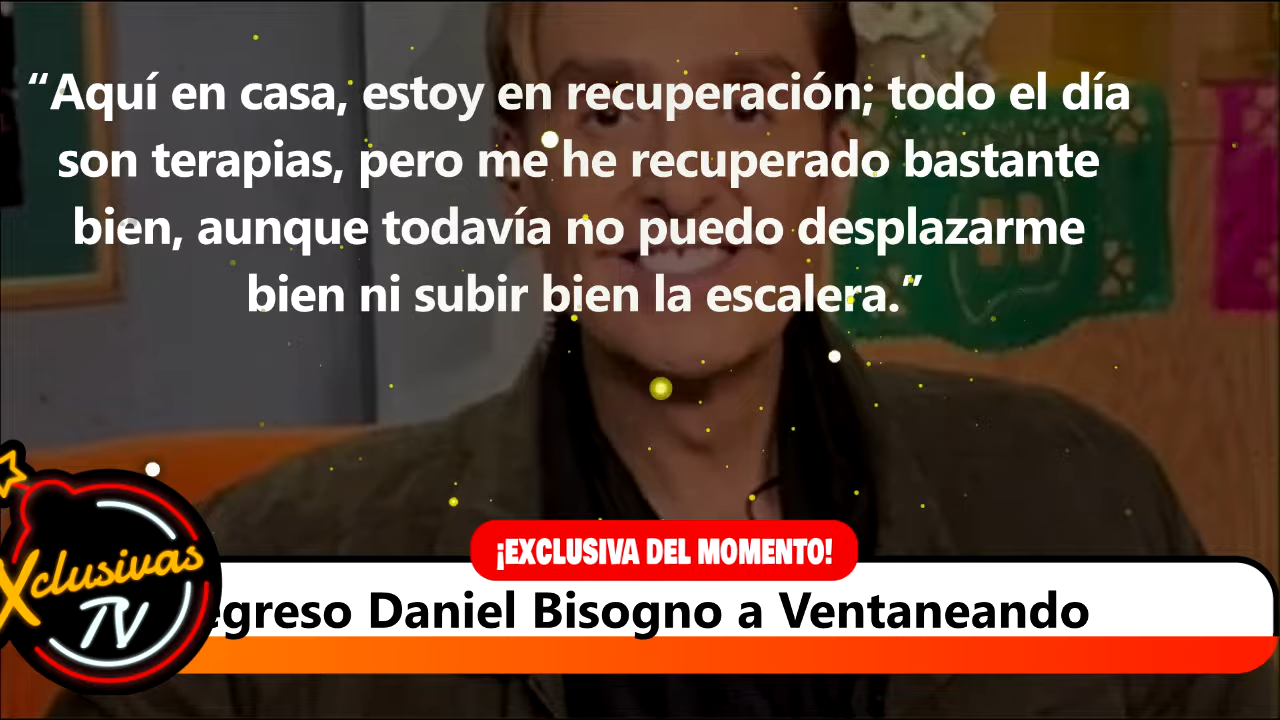 “Aquí en casa, estoy en recuperación; todo el día
son terapias, pero me he recuperado bastante
bien, aunque todavía no puedo desplazarme
bien ni subir bien la escalera.”
¡EXCLUSIVA DEL MOMENTO!
egreso Daniel Bisogno a Ventaneando
Xclusivas
TV